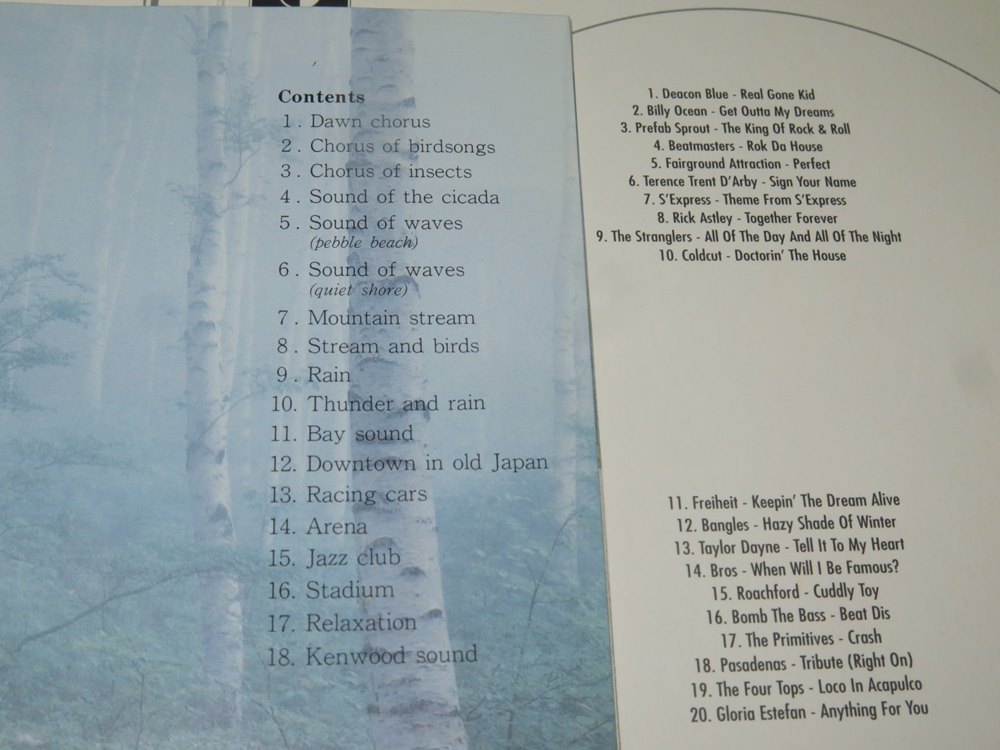 Contents
1. Dawn chorus
2. Chorus of birdsongs
3. Chorus of insects
4. Sound of the cicada
5. Sound of waves
(pebble beach)
6. Sound of waves
(quiet shore)
7. Mountain stream
8. Stream and birds
9. Rain
10. Thunder and rain
11. Bay sound
12. Downtown in old Japan
13. Racing cars
14. Arena
15. Jazz club
16. Stadium
17. Relaxation
18. Kenwood sound
1. Deacon Blue - Real Gone Kid
2. Billy Ocean - Get Outta My Dreams
3. Prefab Sprout - The King Of Rock & Roll
4. Beatmasters - Rok Da House
5. Fairground Attraction - Perfect
6. Terence Trent D'Arby - Sign Your Name
7. S'Express - Theme From S'Express
8. Rick Astley - Together Forever
9. The Stranglers - All Of The Day And All Of The Night
10. Coldcut - Doctorin' The House
11. Freiheit - Keepin' The Dream Alive
12. Bangles - Hazy Shade Of Winter
13. Taylor Dayne - Tell It To My Heart
14. Bros - When Will I Be Famous?
15. Roachford - Cuddly Toy
16. Bomb The Bass - Beat Dis
17. The Primitives - Crash
18. Pasadenas - Tribute (Right On)
19. The Four Tops - Loco In Acapulco
20. Gloria Estefan - Anything For You